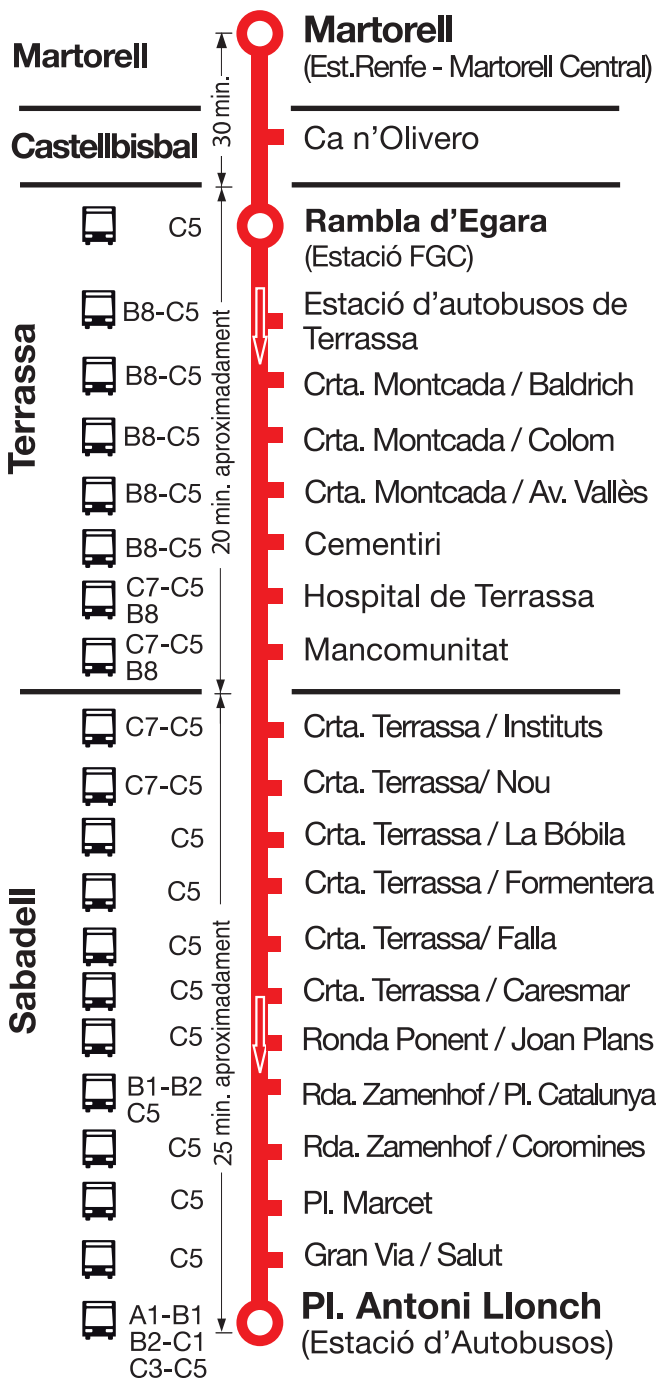 Martorell
Martorell
(Est.Renfe - Martorell Central)
30 min.
Castellbisbal
Ca n’Olivero
Terrassa
20 min. aproximadament
C5
Rambla d’Egara
(Estació FGC)
B8-C5
Estació d’autobusos de
Terrassa
B8-C5
Crta. Montcada / Baldrich
B8-C5
Crta. Montcada / Colom
B8-C5
Crta. Montcada / Av. Vallès
B8-C5
Cementiri
C7-C5
B8
Hospital de Terrassa
C7-C5
B8
Mancomunitat
Sabadell
25 min. aproximadament
C7-C5
Crta. Terrassa / Instituts
C7-C5
Crta. Terrassa/ Nou
C5
Crta. Terrassa / La Bóbila
C5
Crta. Terrassa / Formentera
C5
Crta. Terrassa/ Falla
C5
Crta. Terrassa / Caresmar
C5
Ronda Ponent / Joan Plans
B1-B2
C5
Rda. Zamenhof / Pl. Catalunya
C5
Rda. Zamenhof / Coromines
C5
Pl. Marcet
C5
Gran Via / Salut
A1-B1
B2-C1
C3-C5
Pl. Antoni Llonch
(Estació d’Autobusos)